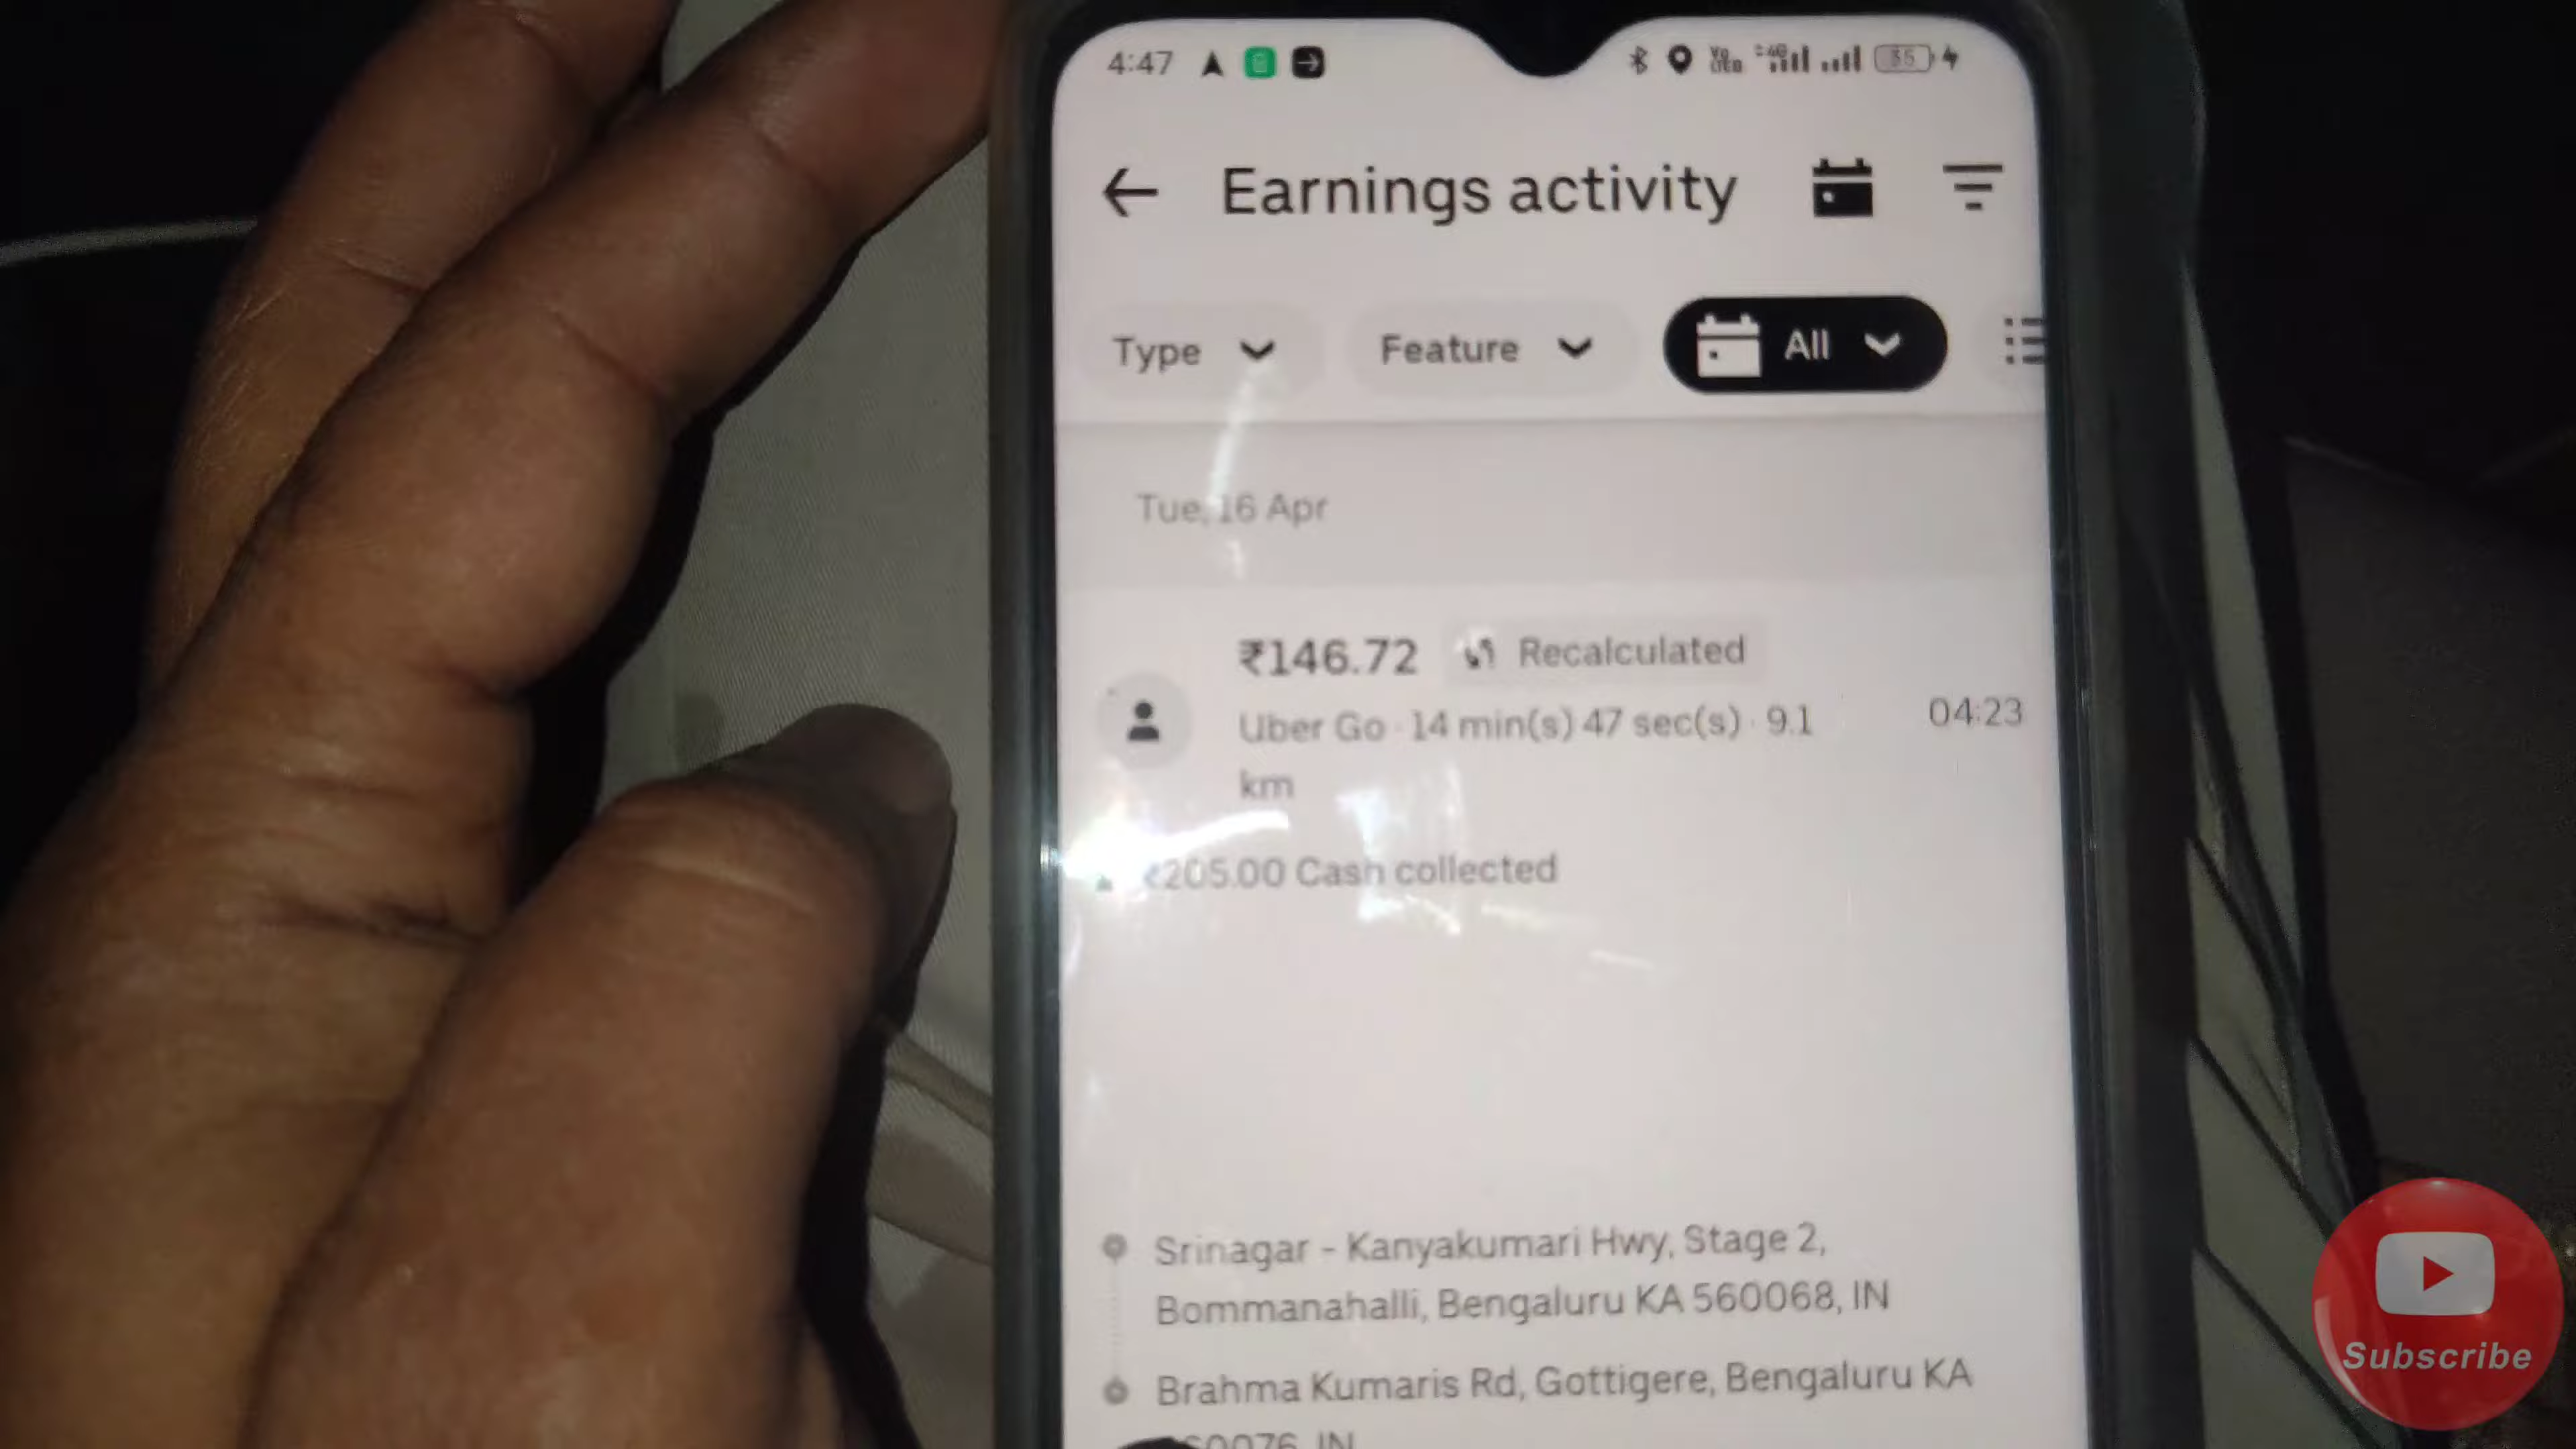 4:47
35
Earnings activity
Type
Feature
All
Tue, 16 Apr
₹146.72 Recalculated
Uber Go · 14 min(s) 47 sec(s) · 9.1
km
04:23
₹205.00 Cash collected
Srinagar - Kanyakumari Hwy, Stage 2,
Bommanahalli, Bengaluru KA 560068, IN
Brahma Kumaris Rd, Gottigere, Bengaluru KA
IN
Subscribe